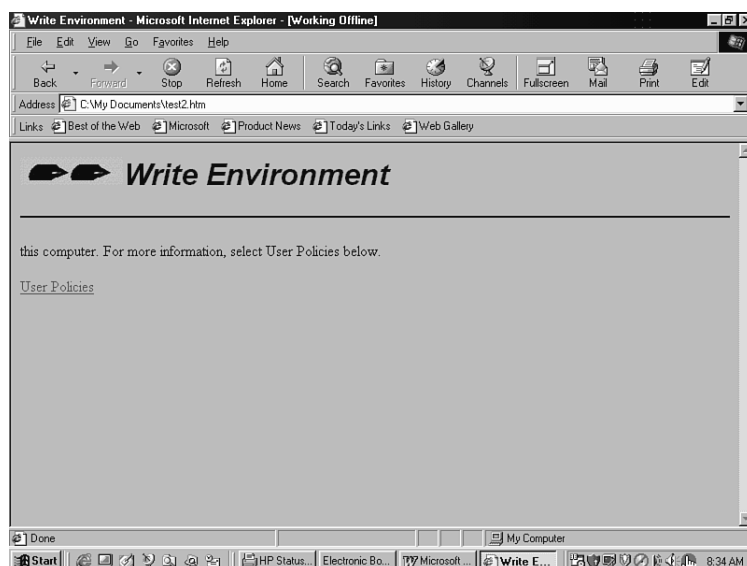 Write Environment - Microsoft Internet Explorer - [Working Offline]
File Edit View Go Favorites Help
Back Forward Stop Refresh Home Search Favorites History Channels Fullscreen Mail Print Edit
Address C:\My Documents\test2.htm
Links Best of the Web Microsoft Product News Today's Links Web Gallery
Write Environment
this computer. For more information, select User Policies below.
User Policies
Done My Computer
Start HP Status... Electronic Bo... Microsoft ... Write E... 8:34 AM